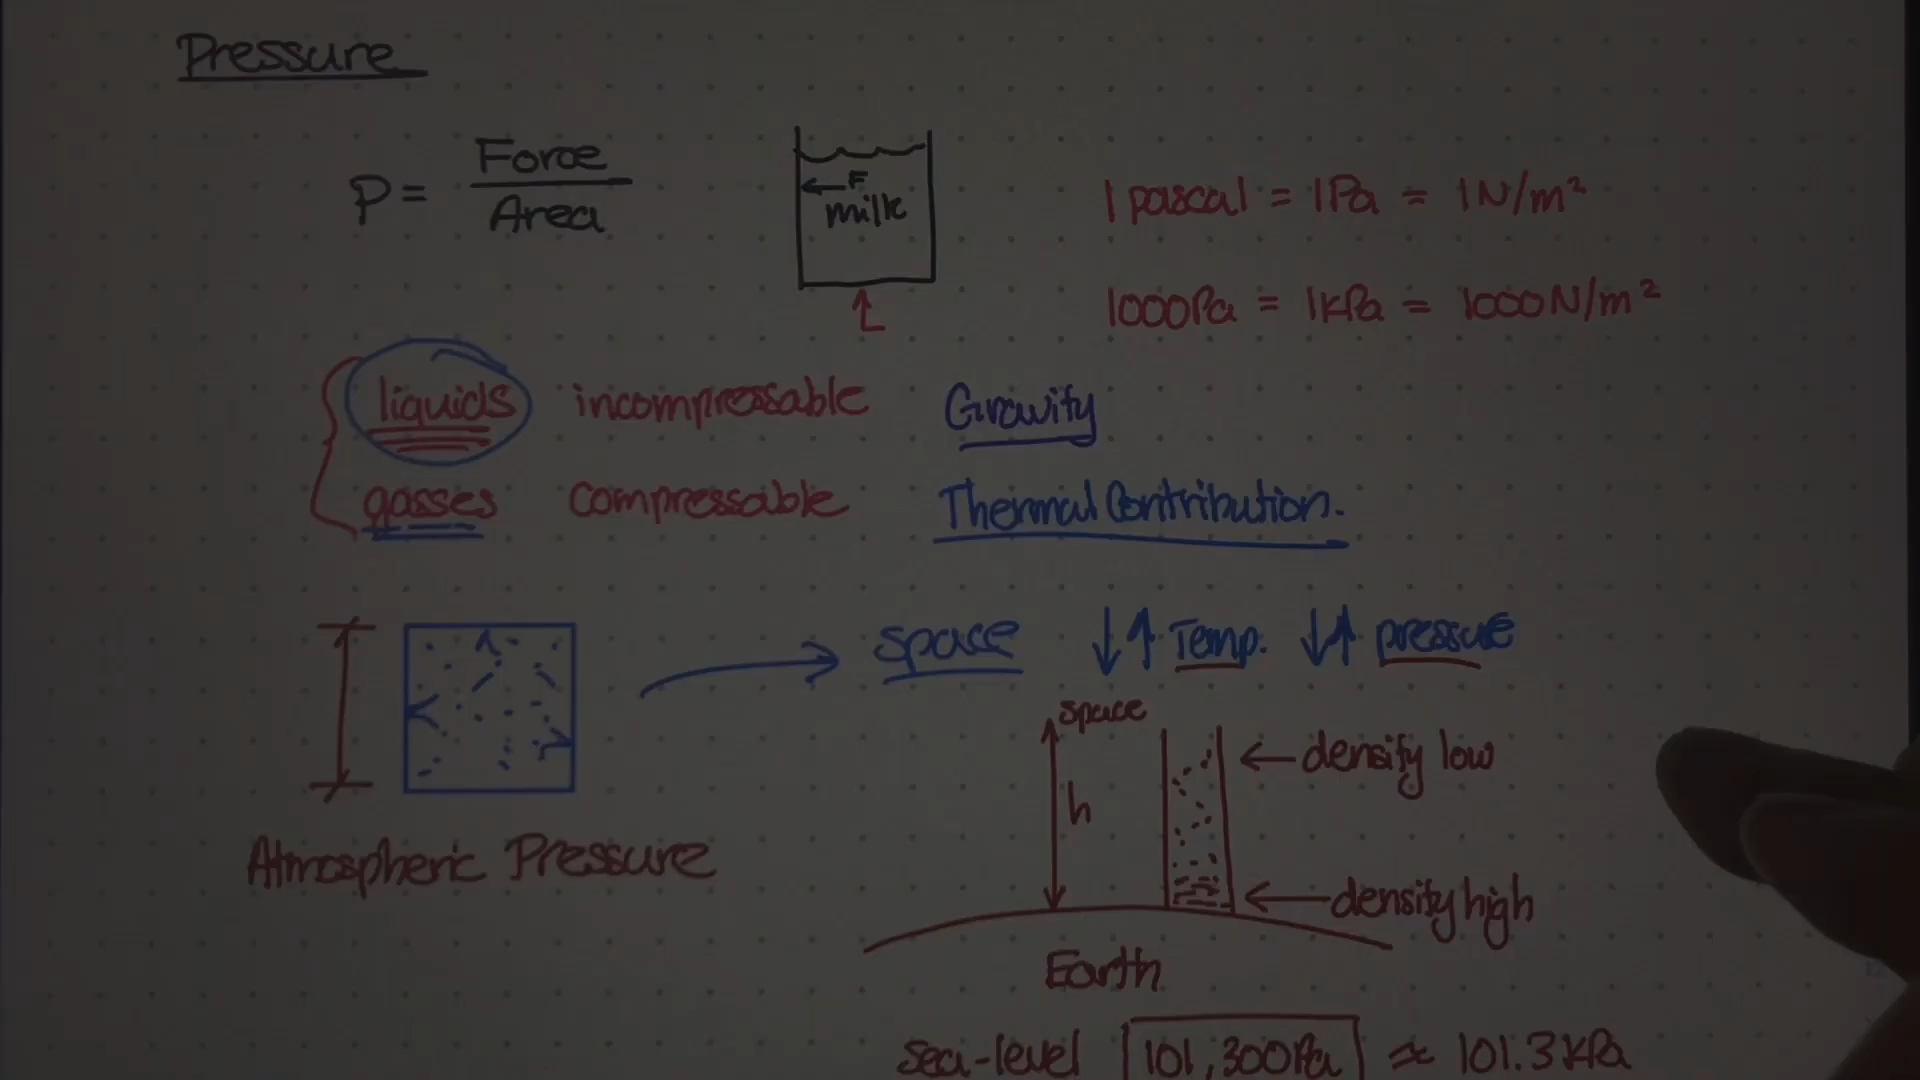 Pressure
P = Force / Area
F
milk
1 pascal = 1Pa = 1N/m²
1000Pa = 1kPa = 1000N/m²
liquids incompressable Gravity
gasses compressable Thermal Contribution.
space ↓↑ Temp. ↓↑ pressure
space
h
← density low
← density high
Atmospheric Pressure
Earth
sea-level 101,300Pa ≈ 101.3kPa